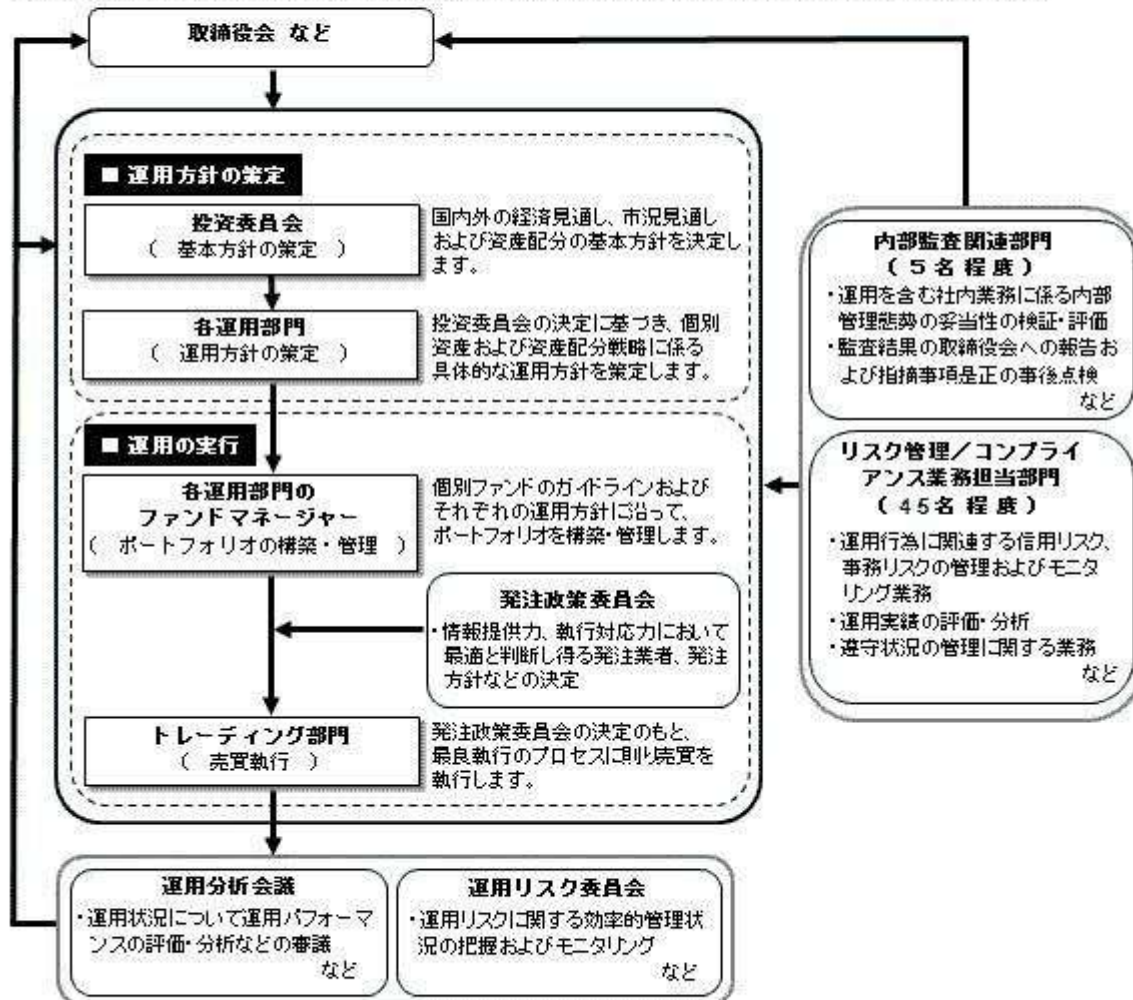 取締役会 など
■ 運用方針の策定
投資委員会
( 基本方針の策定 )
国内外の経済見通し、市況見通し
および資産配分の基本方針を決定し
ます。
各運用部門
( 運用方針の策定 )
投資委員会の決定に基づき、個別
資産および資産配分戦略に係る
具体的な運用方針を策定します。
■ 運用の実行
各運用部門の
ファンドマネージャー
( ポートフォリオの構築・管理 )
個別ファンドのガイドラインおよび
それぞれの運用方針に沿って、
ポートフォリオを構築・管理します。
発注政策委員会
・情報提供力、執行対応力において
最適と判断し得る発注業者、発注
方針などの決定
トレーディング部門
( 売買執行 )
発注政策委員会の決定のもと、
最良執行のプロセスに則り売買を
執行します。
内部監査関連部門
(5名程度)
・運用を含む社内業務に係る内部
管理態勢の妥当性の検証・評価
・監査結果の取締役会への報告お
よび指摘事項是正の事後点検
など
リスク管理/コンプライ
アンス業務担当部門
(45名程度)
・運用行為に関連する信用リスク、
事務リスクの管理およびモニタ
リング業務
・運用実績の評価・分析
・遵守状況の管理に関する業務
など
運用分析会議
・運用状況について運用パフォーマ
ンスの評価・分析などの審議
など
運用リスク委員会
・運用リスクに関する効率的管理状
況の把握およびモニタリング
など